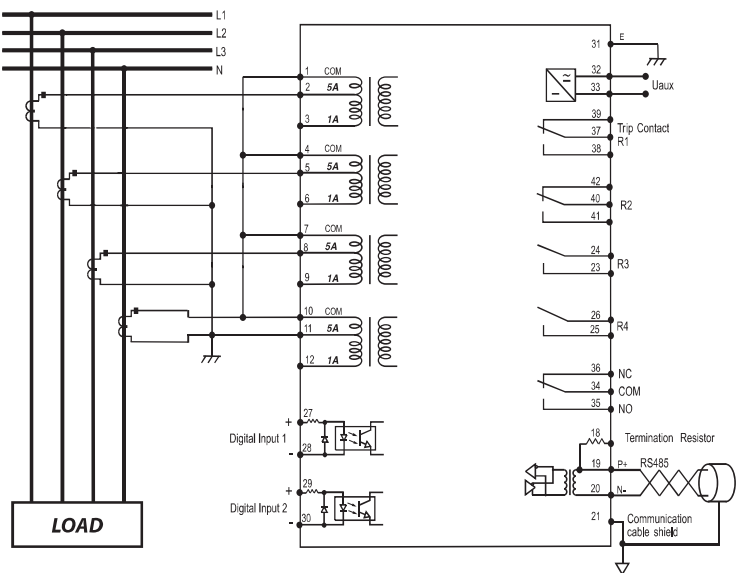 L1
L2
L3
N
1 COM
2 5A
3 1A
4 COM
5 5A
6 1A
7 COM
8 5A
9 1A
10 COM
11 5A
12 1A
+ 27
Digital Input 1
- 28
+ 29
Digital Input 2
- 30
LOAD
31 E
32
33 Uaux
39 Trip Contact
37 R1
38
42
40 R2
41
24
23 R3
26
25 R4
36 NC
34 COM
35 NO
18 Termination Resistor
19 P+ RS485
20 N-
21 Communication
cable shield